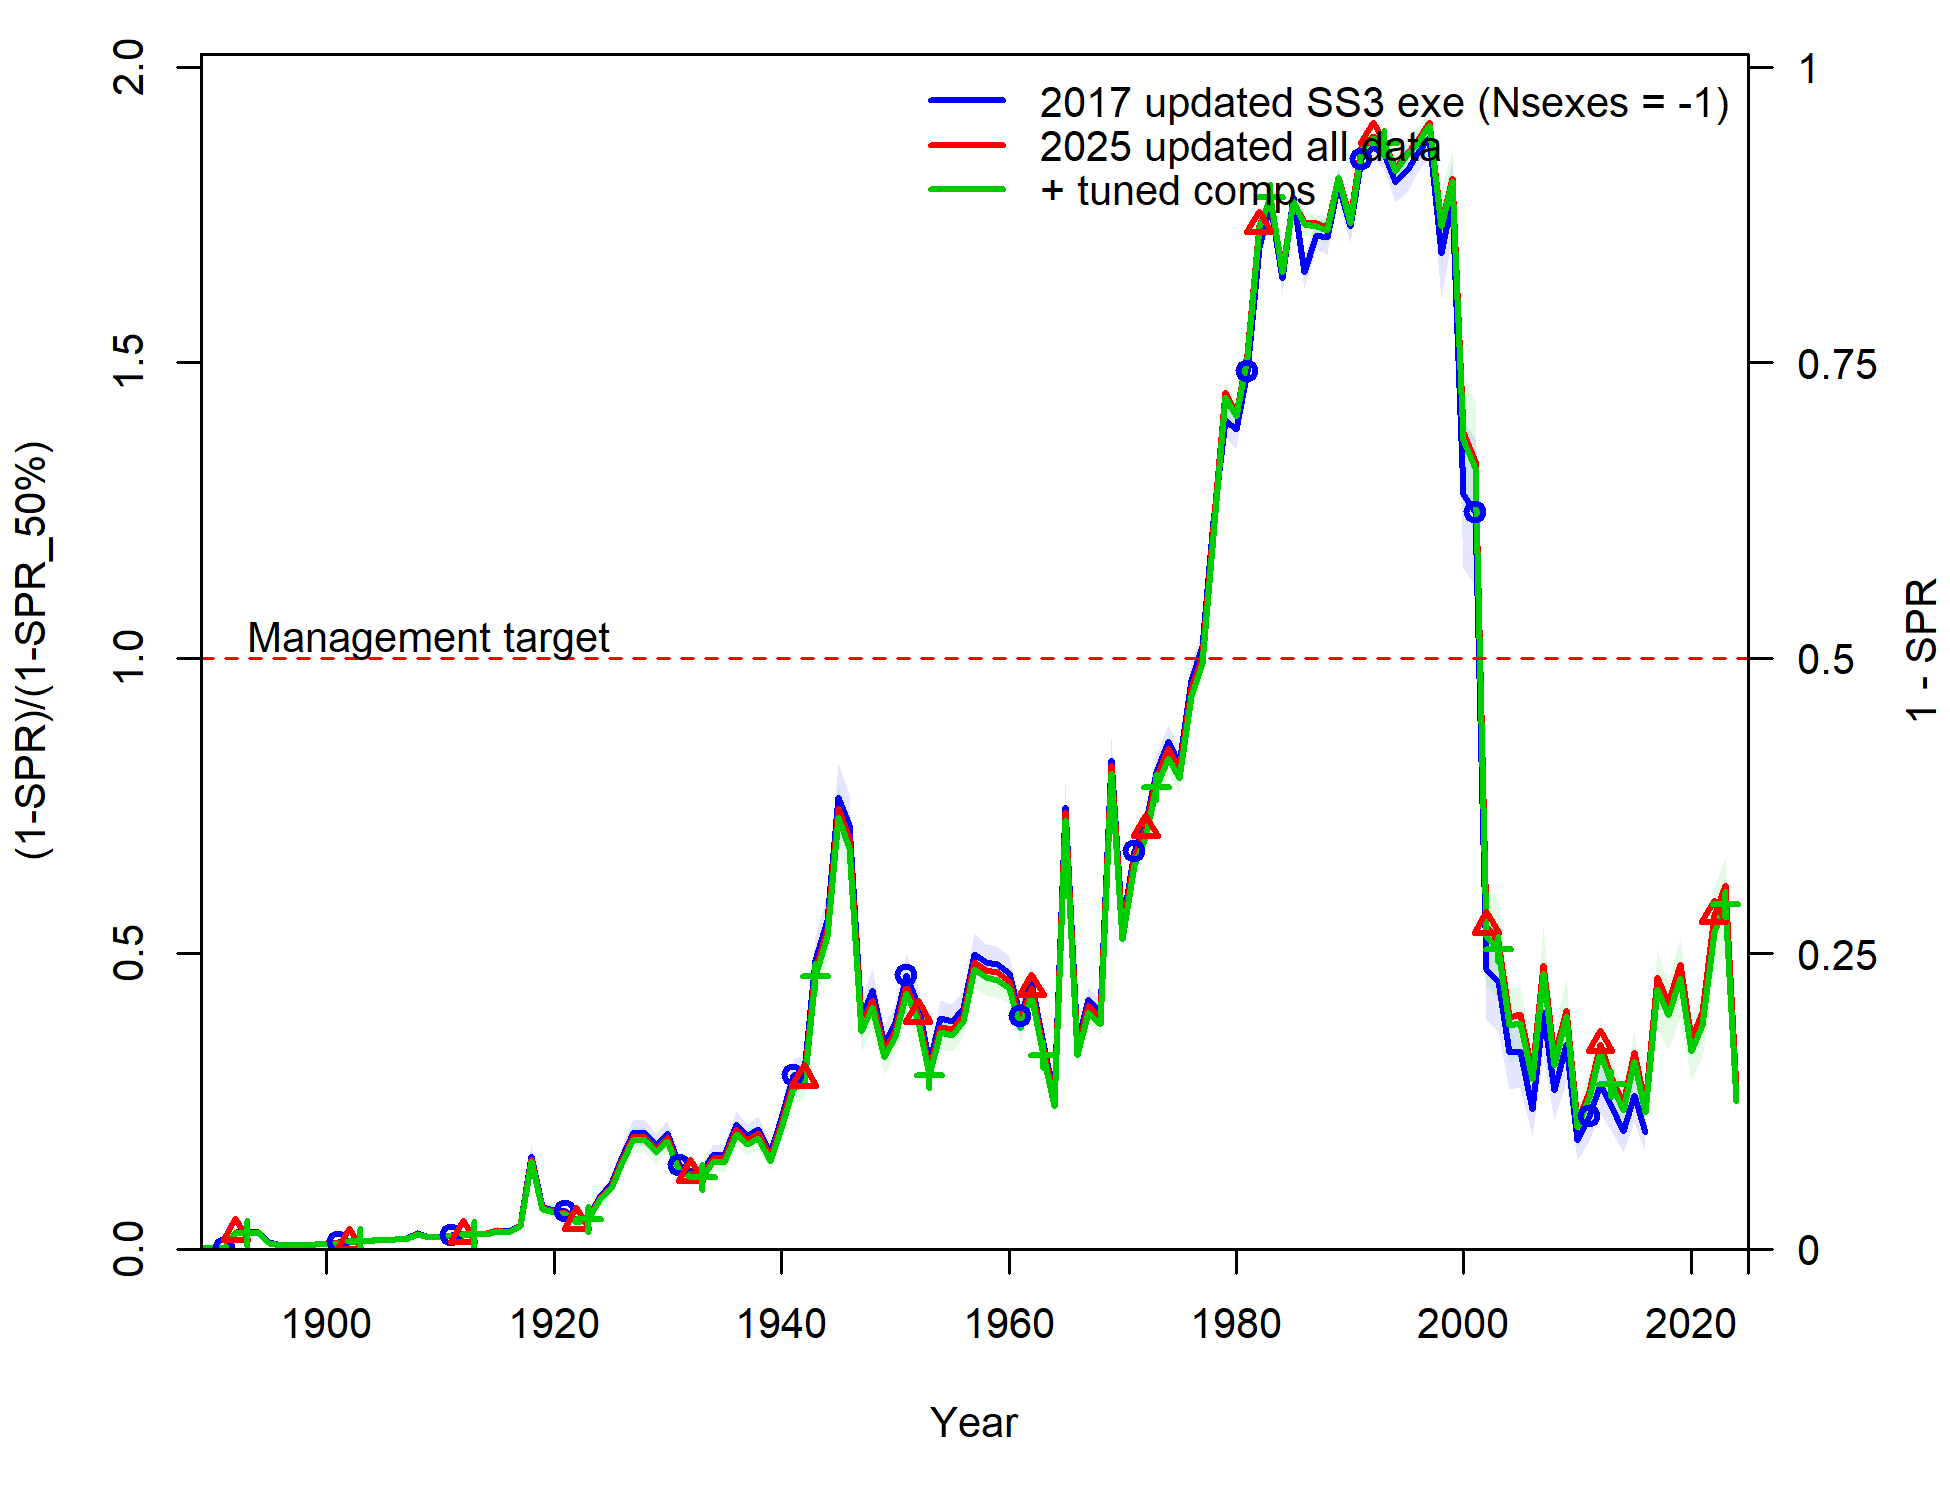 2017 updated SS3 exe (Nsexes = -1)
2025 updated all data
+ tuned comps
Management target
(1-SPR)/(1-SPR_50%)
0.0
0.5
1.0
1.5
2.0
1 - SPR
0
0.25
0.5
0.75
1
1900
1920
1940
1960
1980
2000
2020
Year